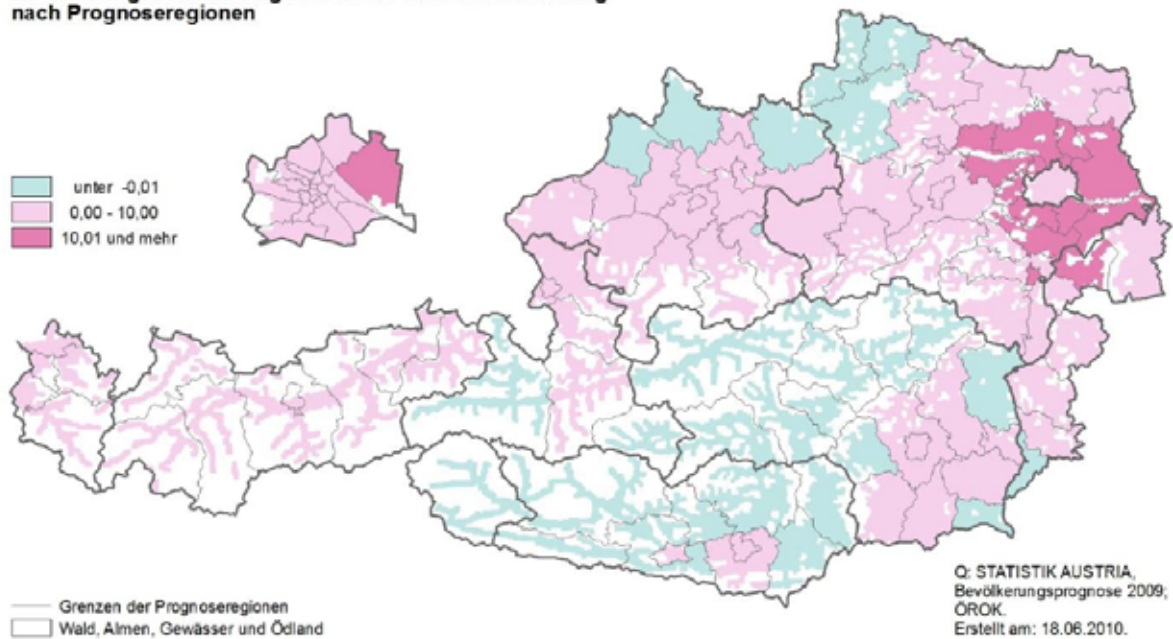 nach Prognoseregionen
unter -0,01
0,00 - 10,00
10,01 und mehr
Grenzen der Prognoseregionen
Wald, Almen, Gewässer und Ödland
Q: STATISTIK AUSTRIA,
Bevölkerungsprognose 2009;
ÖROK.
Erstellt am: 18.06.2010.